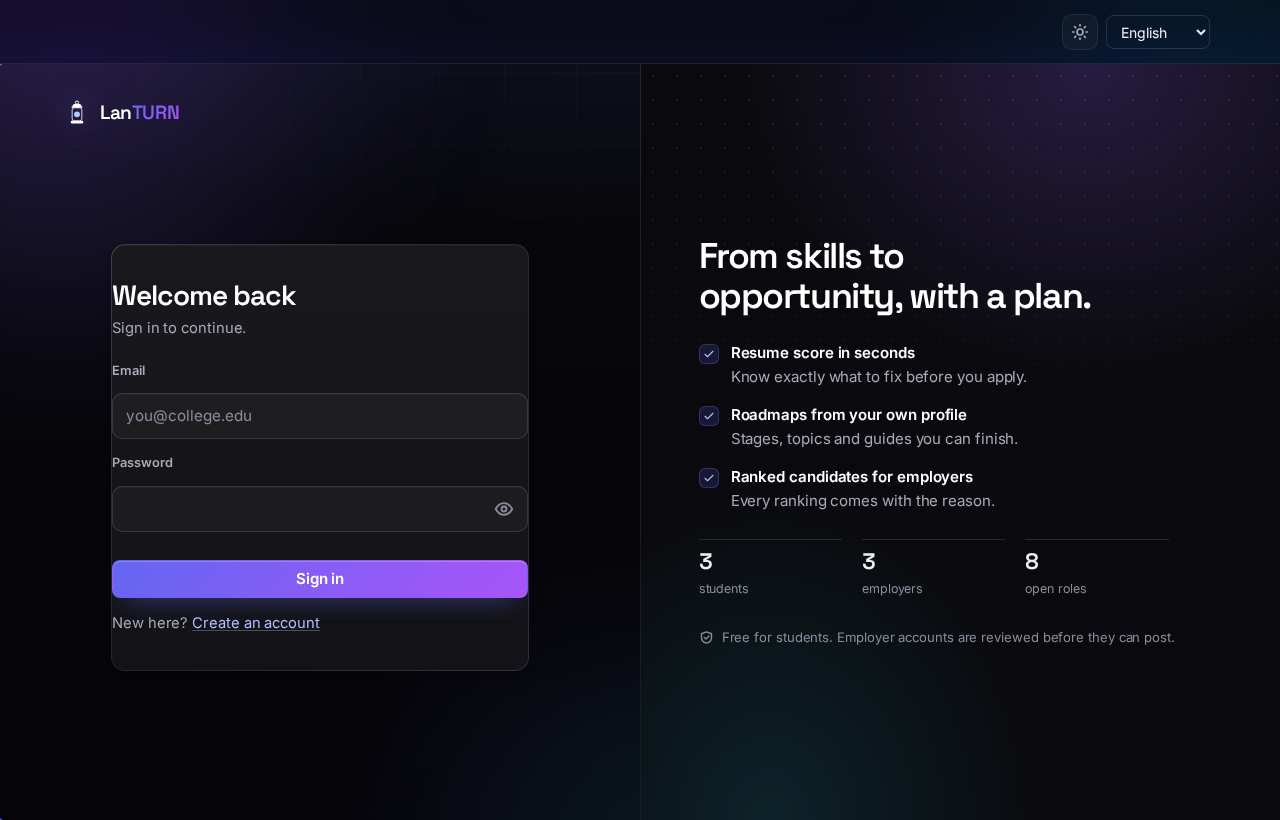 English
LanTURN
Welcome back
Sign in to continue.
Email
you@college.edu
Password
Sign in
New here? Create an account
From skills to
opportunity, with a plan.
Resume score in seconds
Know exactly what to fix before you apply.
Roadmaps from your own profile
Stages, topics and guides you can finish.
Ranked candidates for employers
Every ranking comes with the reason.
3
students
3
employers
8
open roles
Free for students. Employer accounts are reviewed before they can post.